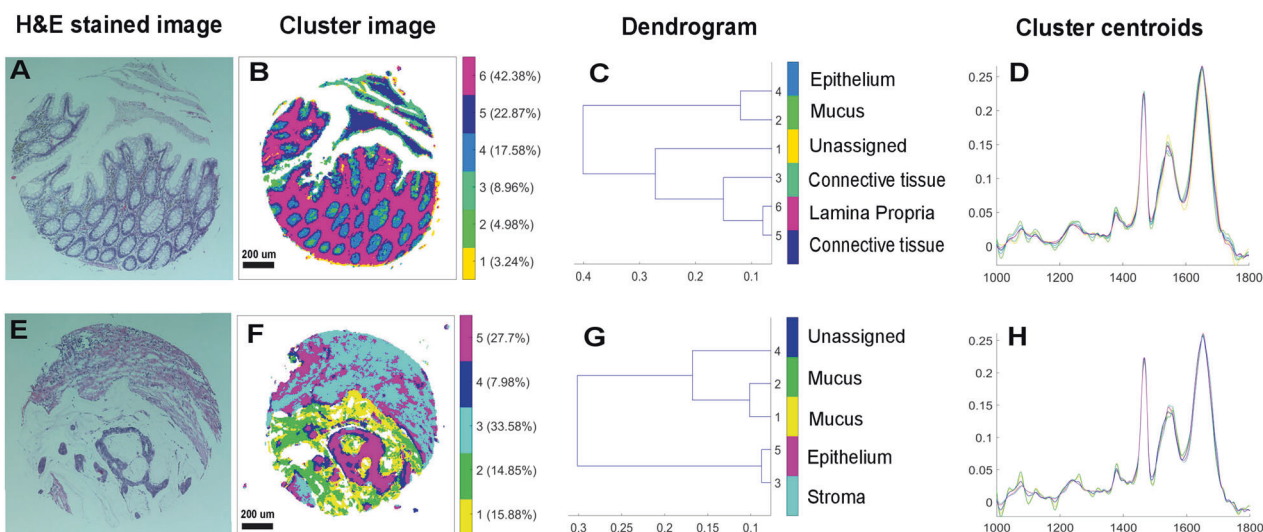 H&E stained image
Cluster image
Dendrogram
Cluster centroids
A
B
6 (42.38%)
5 (22.87%)
4 (17.58%)
3 (8.96%)
2 (4.98%)
1 (3.24%)
200 um
C
4
2
1
3
6
5
Epithelium
Mucus
Unassigned
Connective tissue
Lamina Propria
Connective tissue
0.4 0.3 0.2 0.1
D
0.25
0.2
0.15
0.1
0.05
0
1000 1200 1400 1600 1800
E
F
5 (27.7%)
4 (7.98%)
3 (33.58%)
2 (14.85%)
1 (15.88%)
200 um
G
4
2
1
5
3
Unassigned
Mucus
Mucus
Epithelium
Stroma
0.3 0.25 0.2 0.15 0.1
H
0.25
0.2
0.15
0.1
0.05
0
1000 1200 1400 1600 1800